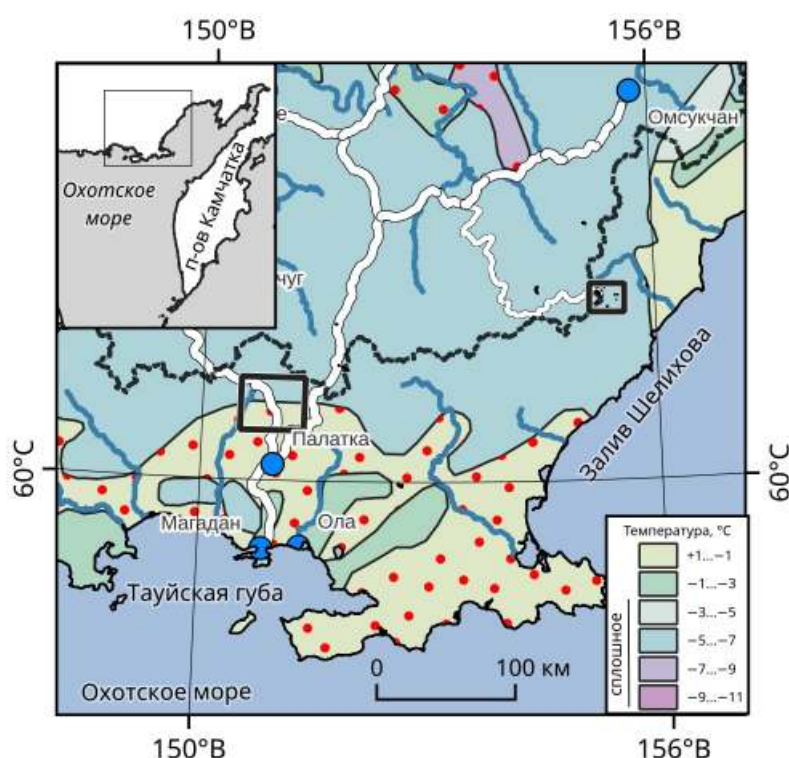 150°В
156°В
Охотское
море
п-ов Камчатка
е
Омсукчан
чуг
60°С
60°С
Палатка
Залив Шелихова
Магадан
Ола
Тауйская губа
Охотское море
0
100 км
Температура, °С
+1...−1
−1...−3
сплошное
−3...−5
−5...−7
−7...−9
−9...−11
150°В
156°В